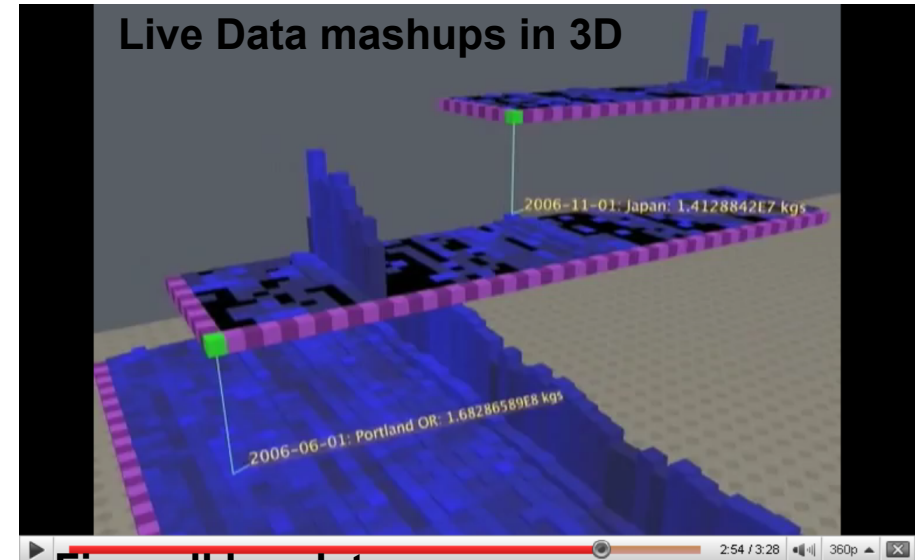 Live Data mashups in 3D
2006-11-01: Japan: 1.4128842E7 kgs
2006-06-01: Portland OR: 1.68286589E8 kgs
2:54 / 3:28 360p